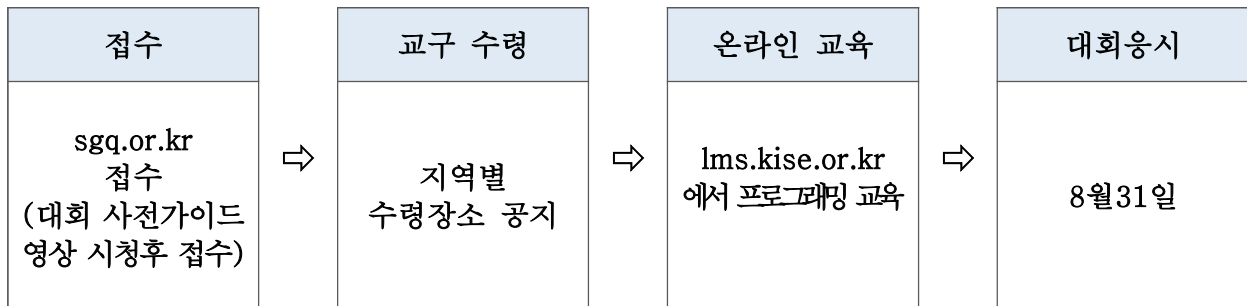 접수
sgq.or.kr
접수
(대회 사전가이드
영상 시청후 접수)
⇨
교구 수령
지역별
수령장소 공지
⇨
온라인 교육
lms.kise.or.kr
에서 프로그래밍 교육
⇨
대회응시
8월31일